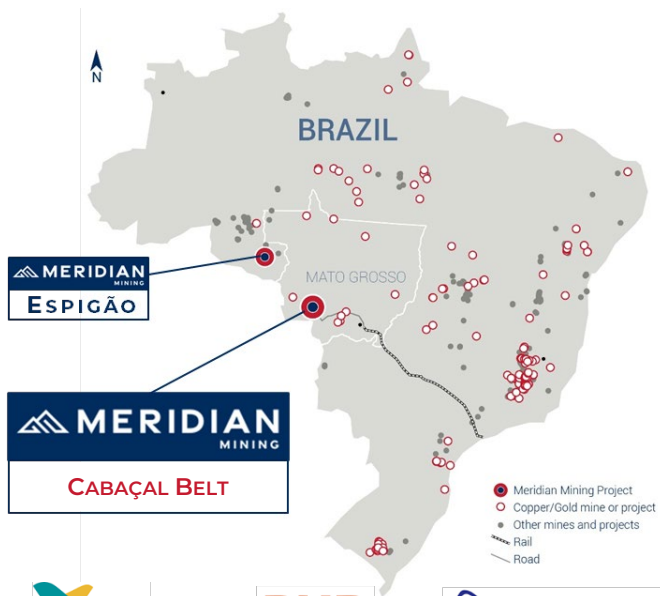 N
BRAZIL
MATO GROSSO
MERIDIAN
MINING
ESPIGÃO
MERIDIAN
MINING
CABAÇAL BELT
Meridian Mining Project
Copper/Gold mine or project
Other mines and projects
Rail
Road